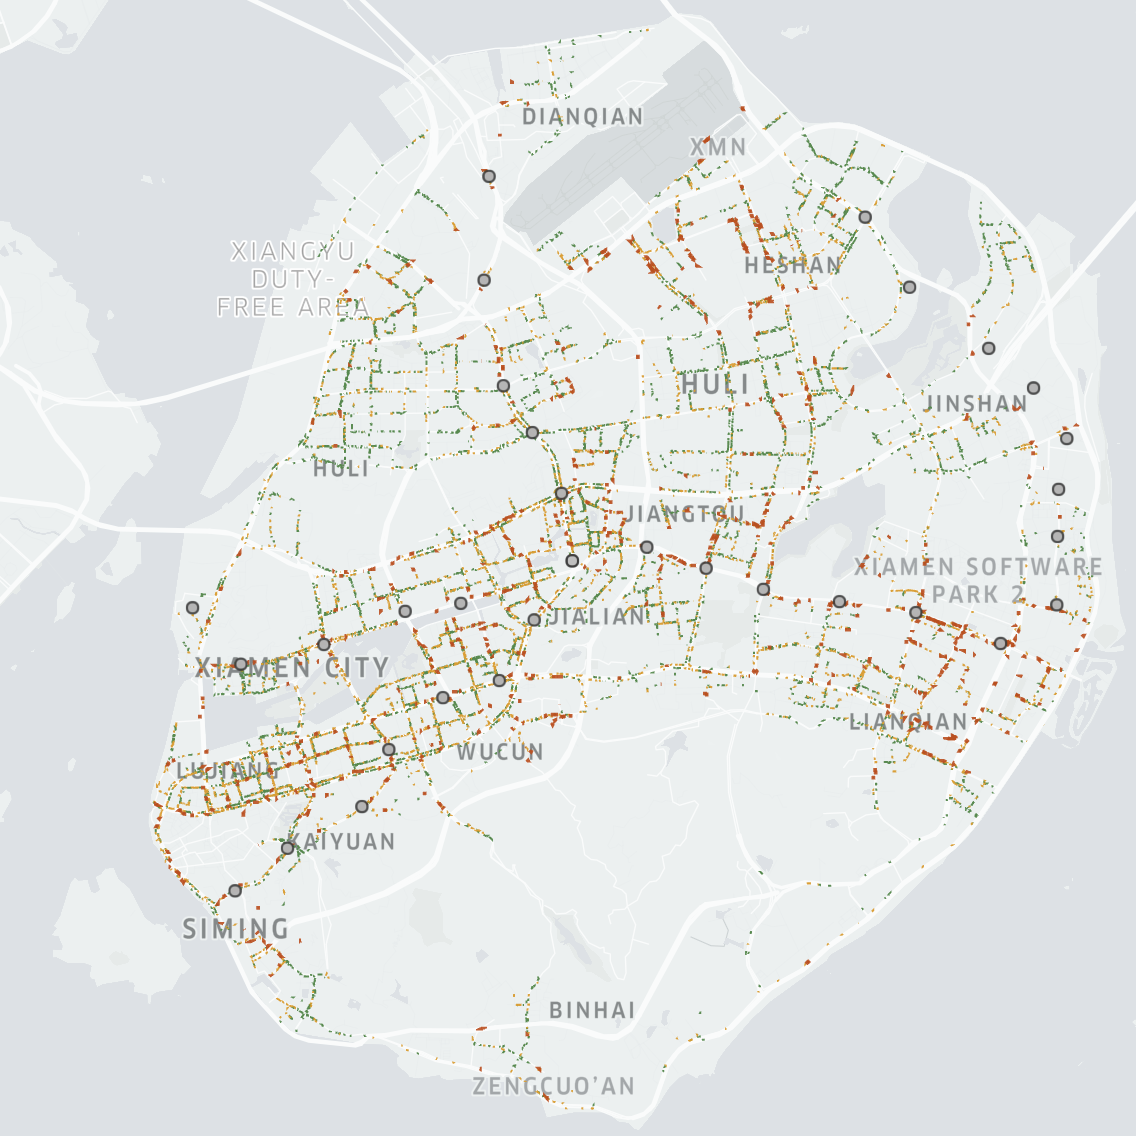 DIANQIAN
XMN
XIANGYU
DUTY-
FREE AREA
HESHAN
HULI
JINSHAN
HULI
JIANGTOU
XIAMEN SOFTWARE
PARK 2
JIALIAN
XIAMEN CITY
LIANQIAN
WUCUN
LUJIANG
KAIYUAN
SIMING
BINHAI
ZENGCUO'AN